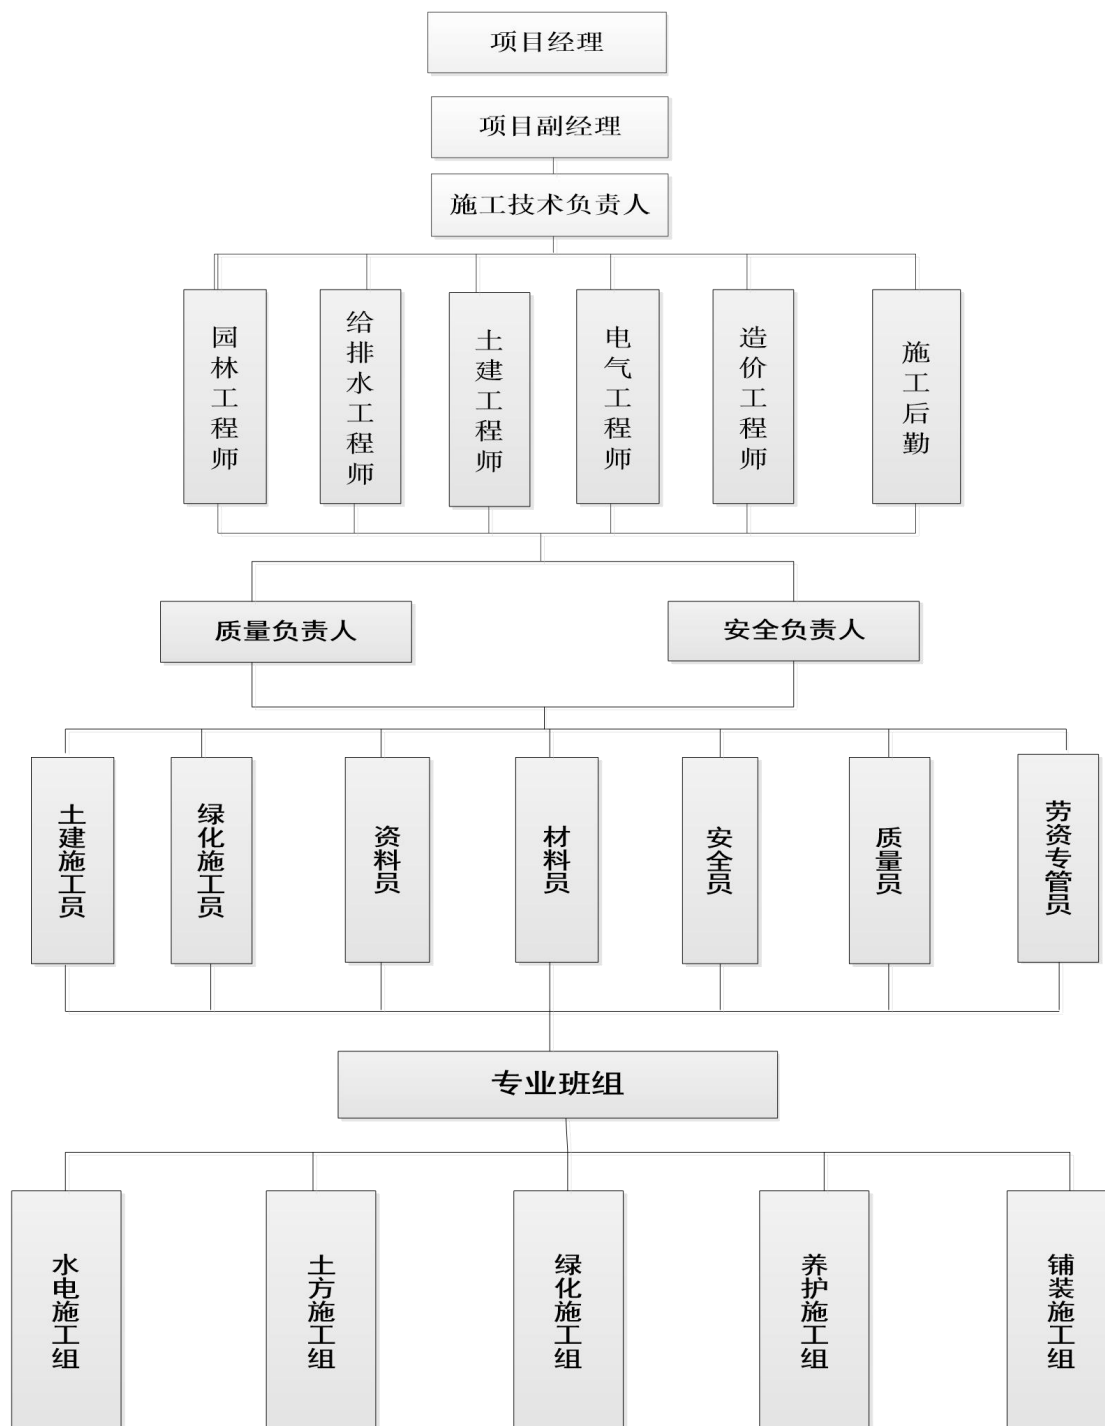 项目经理
项目副经理
施工技术负责人
园林工程师
给排水工程师
土建工程师
电气工程师
造价工程师
施工后勤
质量负责人
安全负责人
土建施工员
绿化施工员
资料员
材料员
安全员
质量员
劳资专管员
专业班组
水电施工组
土方施工组
绿化施工组
养护施工组
铺装施工组